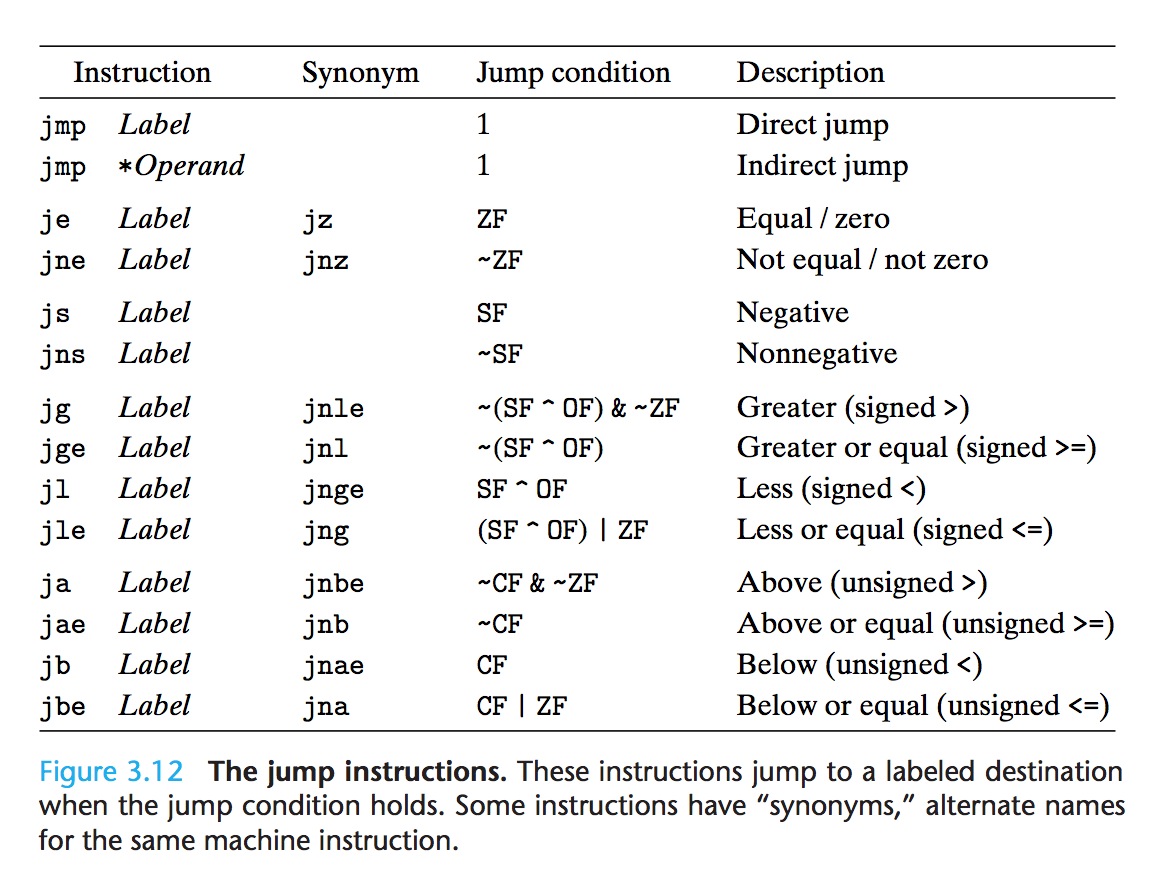 Instruction Synonym Jump condition Description
jmp Label 1 Direct jump
jmp *Operand 1 Indirect jump
je Label jz ZF Equal / zero
jne Label jnz ~ZF Not equal / not zero
js Label SF Negative
jns Label ~SF Nonnegative
jg Label jnle ~(SF ^ OF) & ~ZF Greater (signed >)
jge Label jnl ~(SF ^ OF) Greater or equal (signed >=)
jl Label jnge SF ^ OF Less (signed <)
jle Label jng (SF ^ OF) | ZF Less or equal (signed <=)
ja Label jnbe ~CF & ~ZF Above (unsigned >)
jae Label jnb ~CF Above or equal (unsigned >=)
jb Label jnae CF Below (unsigned <)
jbe Label jna CF | ZF Below or equal (unsigned <=)
Figure 3.12 The jump instructions. These instructions jump to a labeled destination
when the jump condition holds. Some instructions have “synonyms,” alternate names
for the same machine instruction.